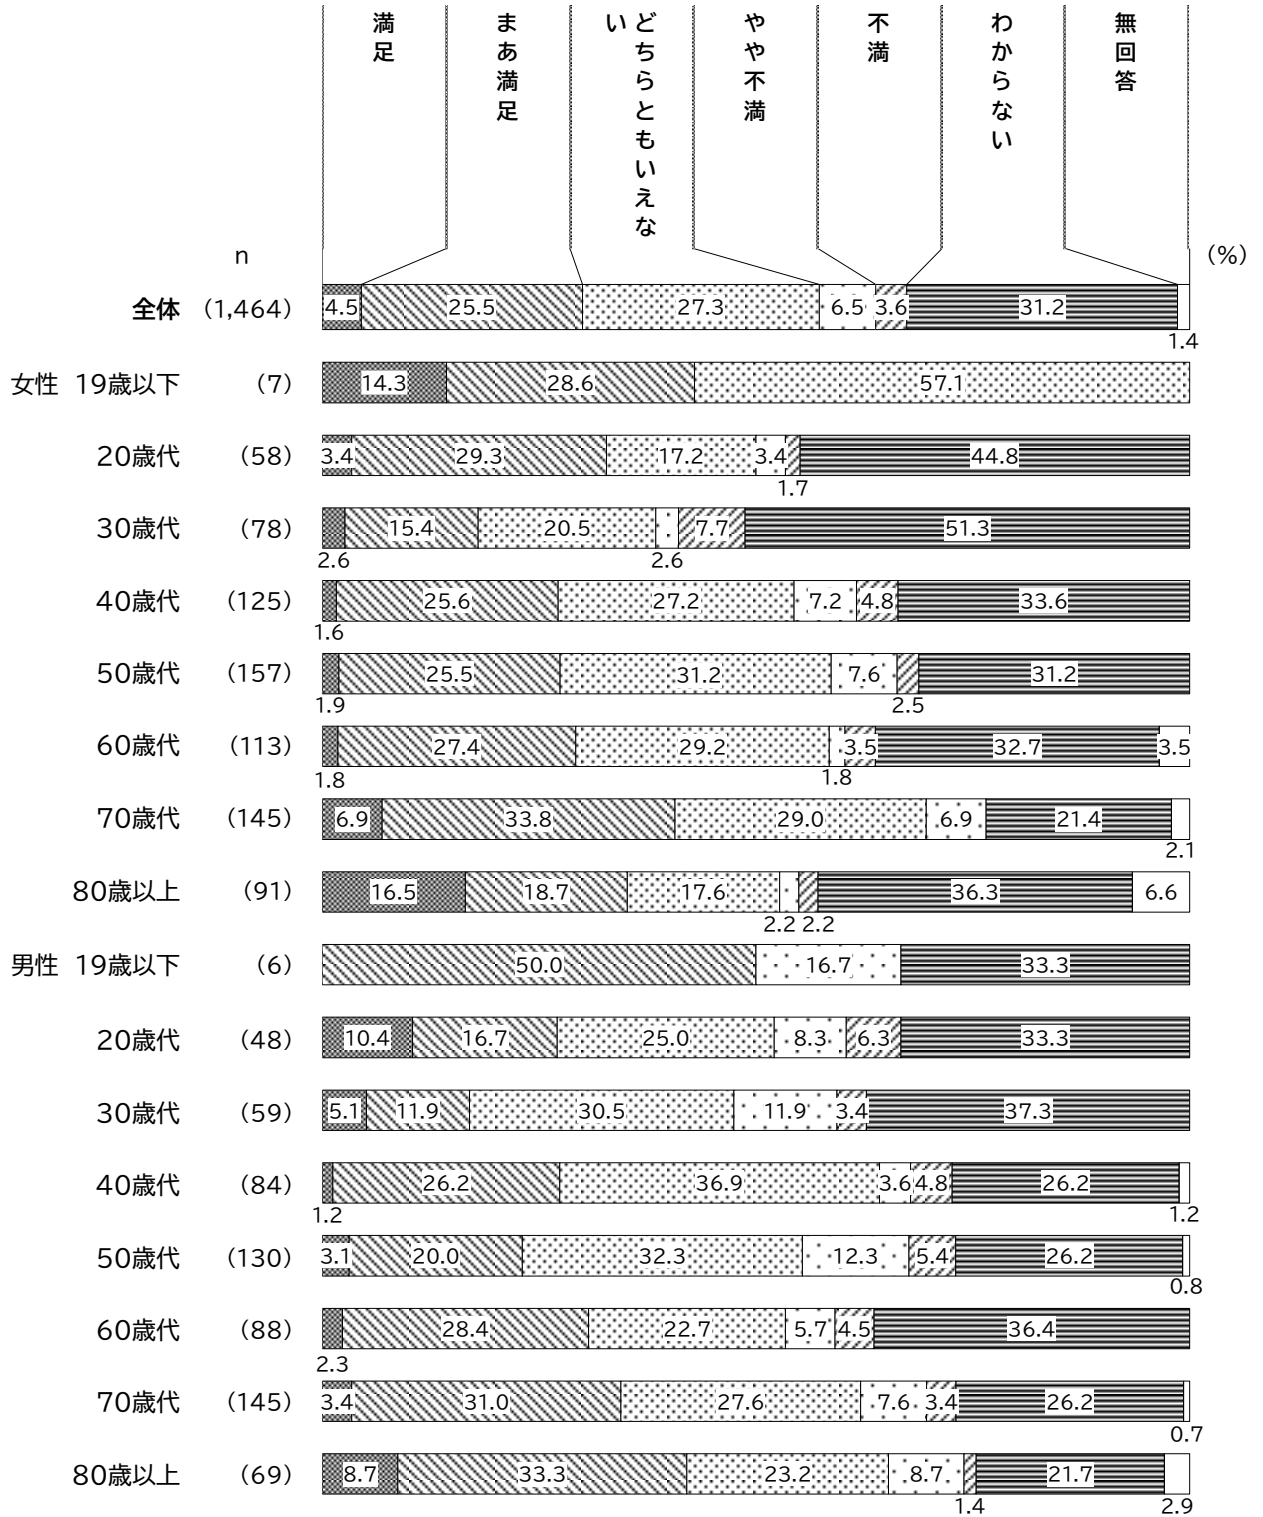 満足
まあ満足
どちらともいえない
やや不満
不満
わからない
無回答
n
（%）
全体 （1,464） 4.5 25.5 27.3 6.5 3.6 31.2 1.4
女性 19歳以下 （7） 14.3 28.6 57.1
20歳代 （58） 3.4 29.3 17.2 3.4 1.7 44.8
30歳代 （78） 2.6 15.4 20.5 2.6 7.7 51.3
40歳代 （125） 1.6 25.6 27.2 7.2 4.8 33.6
50歳代 （157） 1.9 25.5 31.2 7.6 2.5 31.2
60歳代 （113） 1.8 27.4 29.2 1.8 3.5 32.7 3.5
70歳代 （145） 6.9 33.8 29.0 6.9 21.4 2.1
80歳以上 （91） 16.5 18.7 17.6 2.2 2.2 36.3 6.6
男性 19歳以下 （6） 50.0 16.7 33.3
20歳代 （48） 10.4 16.7 25.0 8.3 6.3 33.3
30歳代 （59） 5.1 11.9 30.5 11.9 3.4 37.3
40歳代 （84） 1.2 26.2 36.9 3.6 4.8 26.2 1.2
50歳代 （130） 3.1 20.0 32.3 12.3 5.4 26.2 0.8
60歳代 （88） 2.3 28.4 22.7 5.7 4.5 36.4
70歳代 （145） 3.4 31.0 27.6 7.6 3.4 26.2 0.7
80歳以上 （69） 8.7 33.3 23.2 8.7 1.4 21.7 2.9